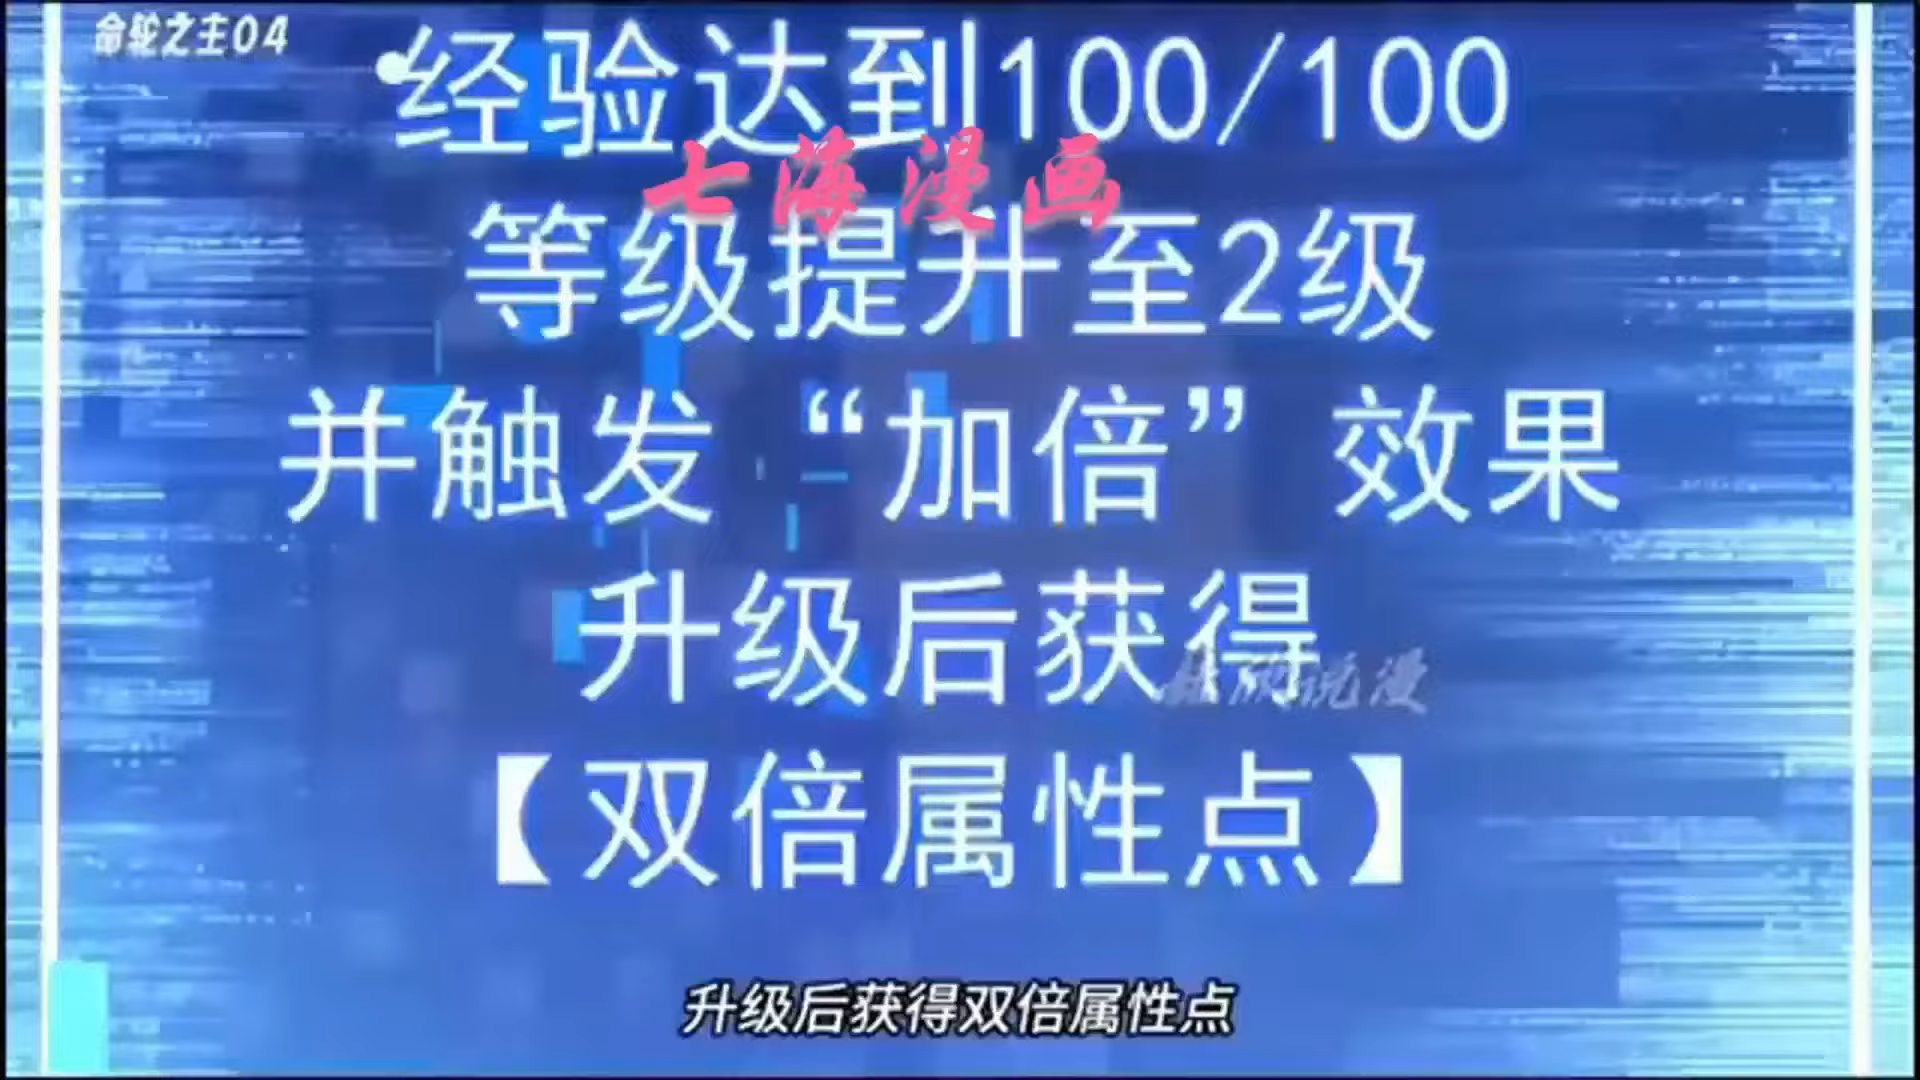 命轮之主04
•经验达到100/100
七海漫画
等级提升至2级
并触发“加倍”效果
升级后获得
说漫
【双倍属性点】
升级后获得双倍属性点